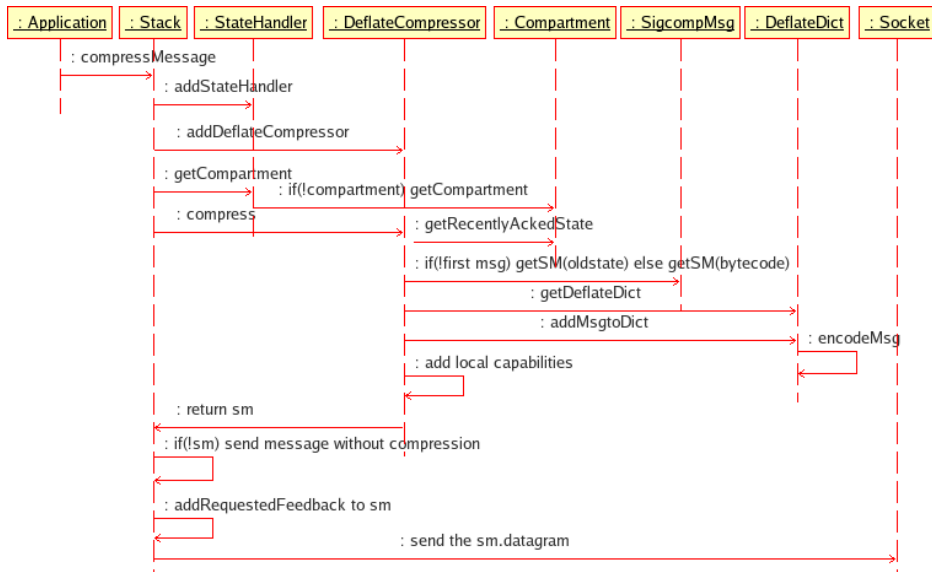 : Application : Stack : StateHandler : DeflateCompressor : Compartment : SigcompMsg : DeflateDict : Socket
: compressMessage
: addStateHandler
: addDeflateCompressor
: getCompartment
: if(!compartment) getCompartment
: compress
: getRecentlyAckedState
: if(!first msg) getSM(oldstate) else getSM(bytecode)
: getDeflateDict
: addMsgtoDict
: encodeMsg
: add local capabilities
: return sm
: if(!sm) send message without compression
: addRequestedFeedback to sm
: send the sm.datagram